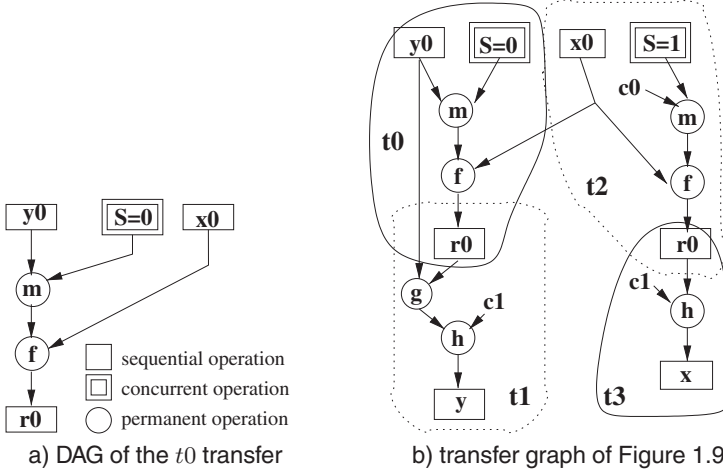 y0
S=0
x0
m
f
r0
sequential operation
concurrent operation
permanent operation
a) DAG of the t0 transfer
y0
S=0
x0
S=1
c0
m
m
t0
f
f
t2
r0
r0
g
c1
c1
h
h
y
t1
t3
x
b) transfer graph of Figure 1.9